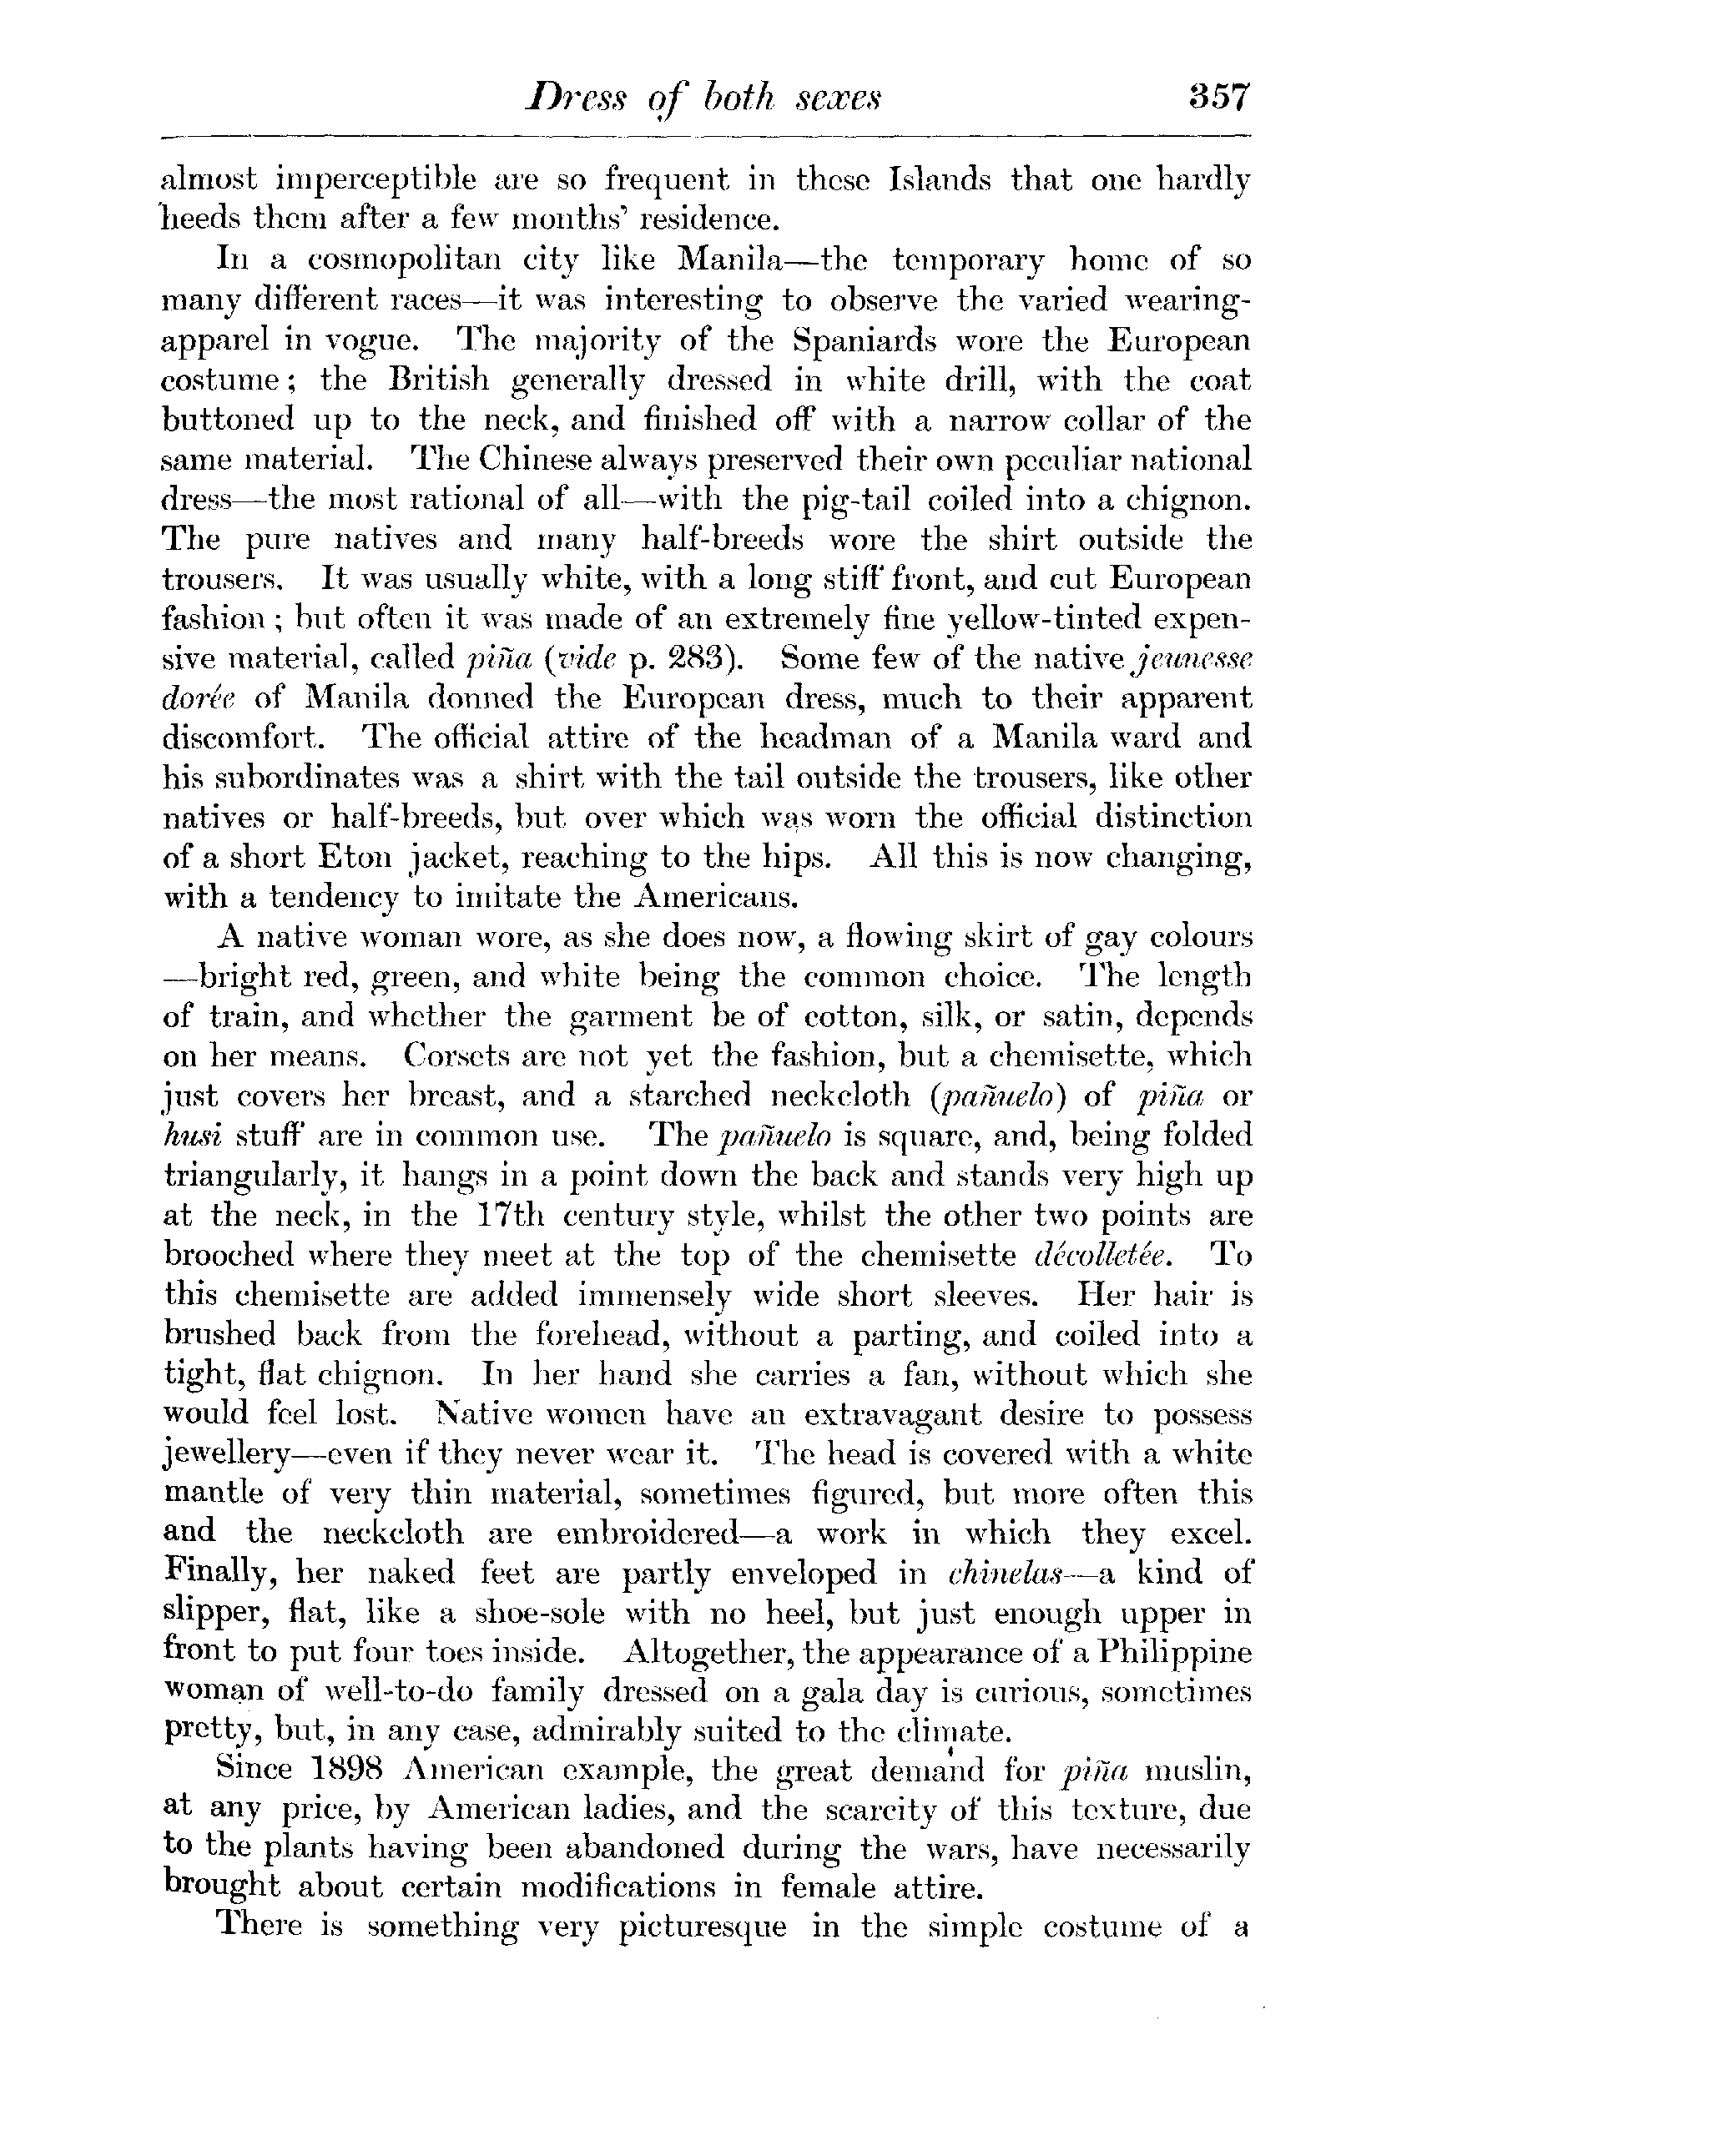 Dress of both sexes 357
almost imperceptible are so frequent in these Islands that one hardly
heeds them after a few months' residence.
In a cosmopolitan city like Manila—the temporary home of so
many different races—it was interesting to observe the varied wearing-
apparel in vogue. The majority of the Spaniards wore the European
costume; the British generally dressed in white drill, with the coat
buttoned up to the neck, and finished off with a narrow collar of the
same material. The Chinese always preserved their own peculiar national
dress—the most rational of all—with the pig-tail coiled into a chignon.
The pure natives and many half-breeds wore the shirt outside the
trousers. It was usually white, with a long stiff front, and cut European
fashion; but often it was made of an extremely fine yellow-tinted expen-
sive material, called piña (vide p. 283). Some few of the native jeunesse
dorée of Manila donned the European dress, much to their apparent
discomfort. The official attire of the headman of a Manila ward and
his subordinates was a shirt with the tail outside the trousers, like other
natives or half-breeds, but over which was worn the official distinction
of a short Eton jacket, reaching to the hips. All this is now changing,
with a tendency to imitate the Americans.
A native woman wore, as she does now, a flowing skirt of gay colours
—bright red, green, and white being the common choice. The length
of train, and whether the garment be of cotton, silk, or satin, depends
on her means. Corsets are not yet the fashion, but a chemisette, which
just covers her breast, and a starched neckcloth (pañuelo) of piña or
husi stuff are in common use. The pañuelo is square, and, being folded
triangularly, it hangs in a point down the back and stands very high up
at the neck, in the 17th century style, whilst the other two points are
brooched where they meet at the top of the chemisette décolletée. To
this chemisette are added immensely wide short sleeves. Her hair is
brushed back from the forehead, without a parting, and coiled into a
tight, flat chignon. In her hand she carries a fan, without which she
would feel lost. Native women have an extravagant desire to possess
jewellery—even if they never wear it. The head is covered with a white
mantle of very thin material, sometimes figured, but more often this
and the neckcloth are embroidered—a work in which they excel.
Finally, her naked feet are partly enveloped in chinelas—a kind of
slipper, flat, like a shoe-sole with no heel, but just enough upper in
front to put four toes inside. Altogether, the appearance of a Philippine
woman of well-to-do family dressed on a gala day is curious, sometimes
pretty, but, in any case, admirably suited to the climate.
Since 1898 American example, the great demand for piña muslin,
at any price, by American ladies, and the scarcity of this texture, due
to the plants having been abandoned during the wars, have necessarily
brought about certain modifications in female attire.
There is something very picturesque in the simple costume of a